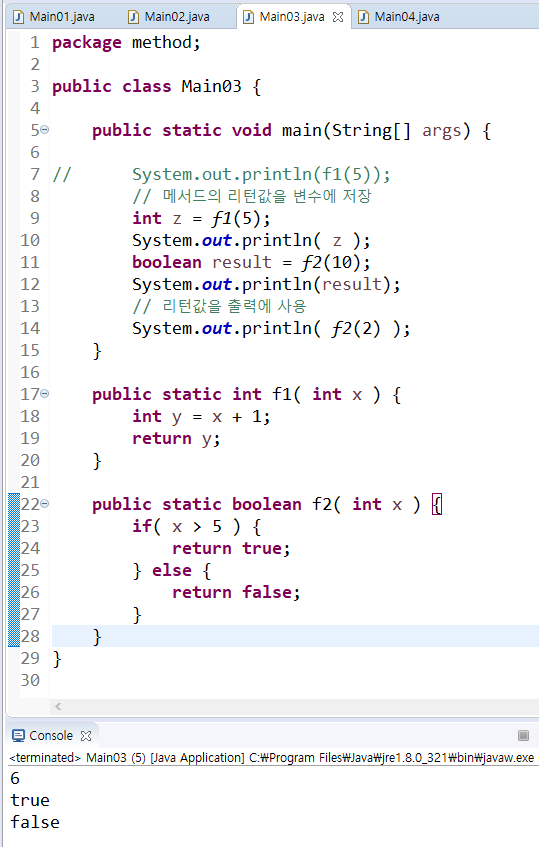 Main01.java Main02.java Main03.java Main04.java
1 package method;
2
3 public class Main03 {
4
5 public static void main(String[] args) {
6
7 // System.out.println(f1(5));
8 // 메서드의 리턴값을 변수에 저장
9 int z = f1(5);
10 System.out.println( z );
11 boolean result = f2(10);
12 System.out.println(result);
13 // 리턴값을 출력에 사용
14 System.out.println( f2(2) );
15 }
16
17 public static int f1( int x ) {
18 int y = x + 1;
19 return y;
20 }
21
22 public static boolean f2( int x ) {
23 if( x > 5 ) {
24 return true;
25 } else {
26 return false;
27 }
28 }
29 }
30
Console
<terminated> Main03 (5) [Java Application] C:₩Program Files₩Java₩jre1.8.0_321₩bin₩javaw.exe
6
true
false